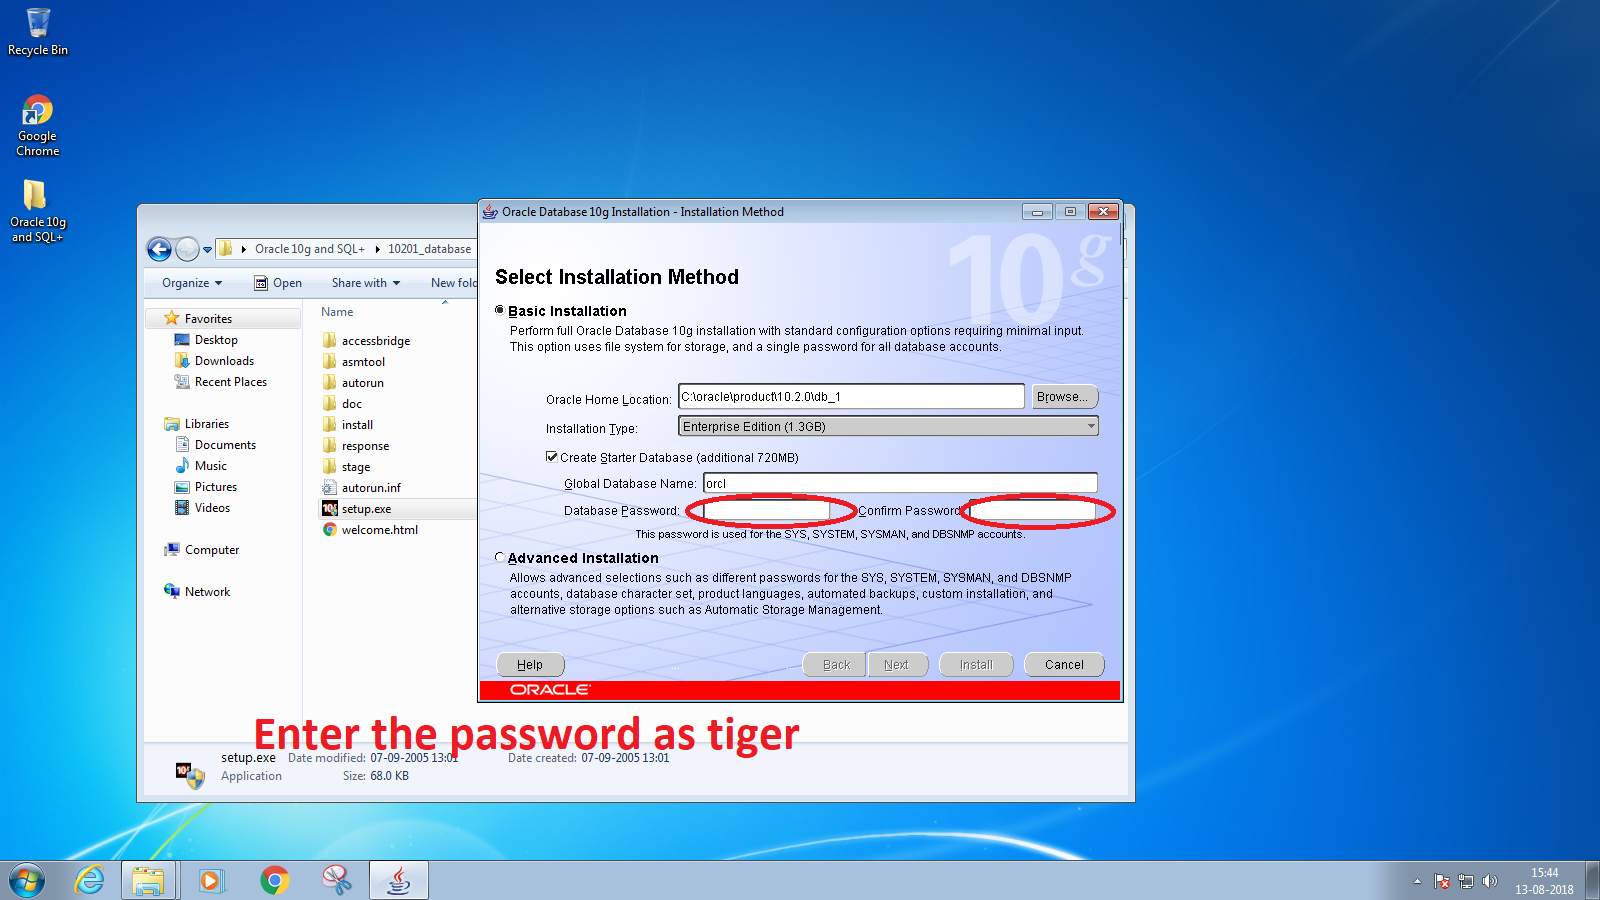 Recycle Bin
Google
Chrome
Oracle 10g
and SQL+
Oracle 10g and SQL+
10201_database
Organize
Open
Share with
New fol
Favorites
Desktop
Downloads
Recent Places
Libraries
Documents
Music
Pictures
Videos
Computer
Network
Name
accessbridge
asmtool
autorun
doc
install
response
stage
autorun.inf
setup.exe
welcome.html
Oracle Database 10g Installation - Installation Method
10g
Select Installation Method
Basic Installation
Perform full Oracle Database 10g installation with standard configuration options requiring minimal input.
This option uses file system for storage, and a single password for all database accounts.
Oracle Home Location: C:\oracle\product\10.2.0\db_1 Browse...
Installation Type: Enterprise Edition (1.3GB)
Create Starter Database (additional 720MB)
Global Database Name: orcl
Database Password: Confirm Password
This password is used for the SYS, SYSTEM, SYSMAN, and DBSNMP accounts.
Advanced Installation
Allows advanced selections such as different passwords for the SYS, SYSTEM, SYSMAN, and DBSNMP
accounts, database character set, product languages, automated backups, custom installation, and
alternative storage options such as Automatic Storage Management.
Help Back Next Install Cancel
ORACLE
Enter the password as tiger
setup.exe Date modified: 07-09-2005 13:01 Date created: 07-09-2005 13:01
Application Size: 68.0 KB
15:44
13-08-2018